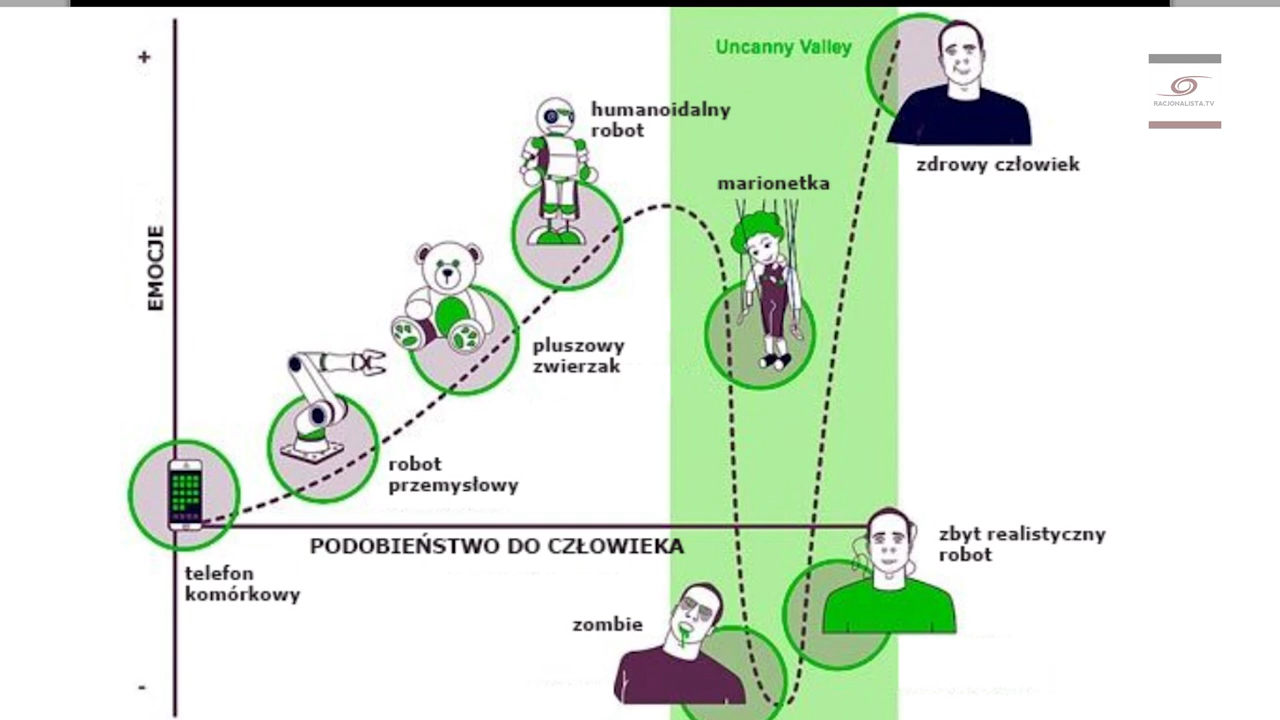 +
Uncanny Valley
RACJONALISTA.TV
humanoidalny
robot
zdrowy człowiek
marionetka
EMOCJE
pluszowy
zwierzak
robot
przemysłowy
zbyt realistyczny
robot
PODOBIEŃSTWO DO CZŁOWIEKA
telefon
komórkowy
zombie
-